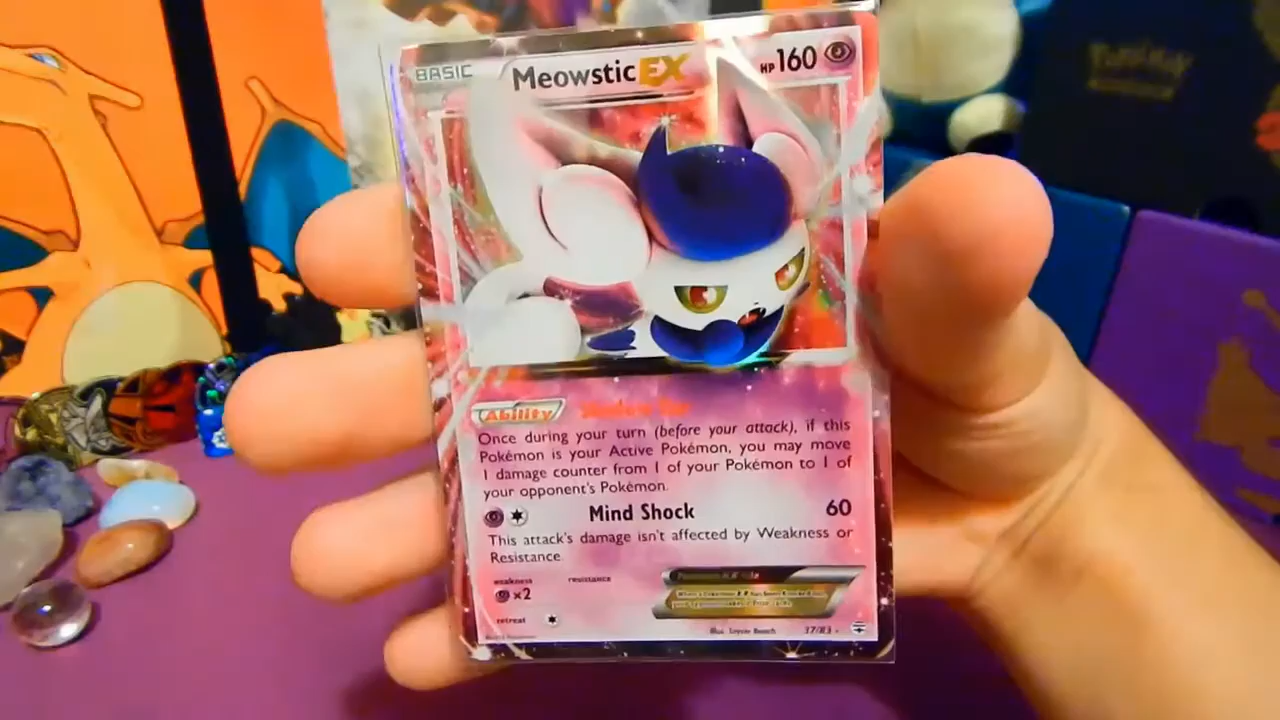 BASIC
Meowstic EX
HP 160
Ability Shadow Ear
Once during your turn (before your attack), if this
Pokémon is your Active Pokémon, you may move
1 damage counter from 1 of your Pokémon to 1 of
your opponent's Pokémon.
Mind Shock 60
This attack's damage isn't affected by Weakness or
Resistance.
weakness resistance
×2
retreat
37/83